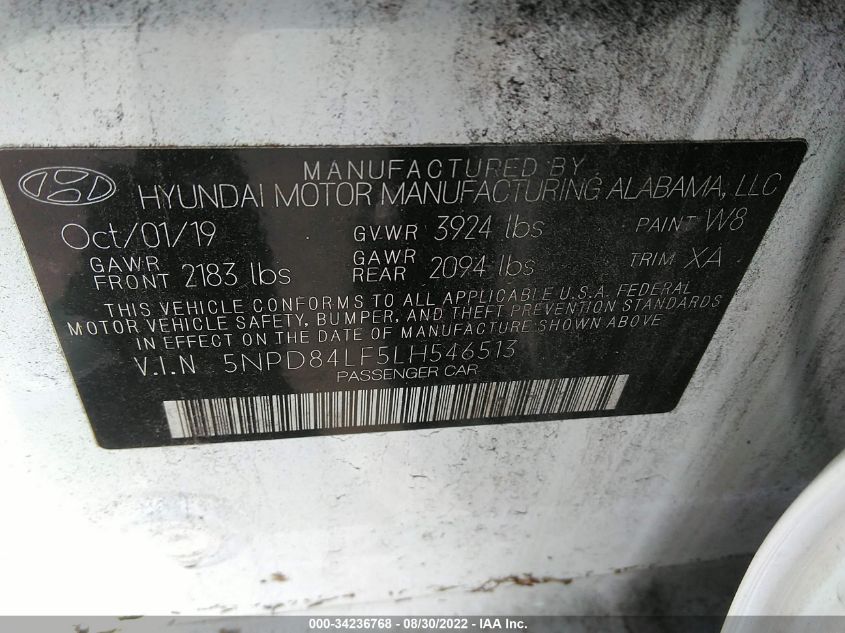 MANUFACTURED BY
HYUNDAI MOTOR MANUFACTURING ALABAMA, LLC
Oct/01/19 GVWR 3924 lbs PAINT W8
GAWR FRONT 2183 lbs GAWR REAR 2094 lbs TRIM XA
THIS VEHICLE CONFORMS TO ALL APPLICABLE U.S.A. FEDERAL
MOTOR VEHICLE SAFETY, BUMPER, AND THEFT PREVENTION STANDARDS
IN EFFECT ON THE DATE OF MANUFACTURE SHOWN ABOVE
V.I.N 5NPD84LF5LH546513
PASSENGER CAR
000-34236768 - 08/30/2022 - IAA Inc.